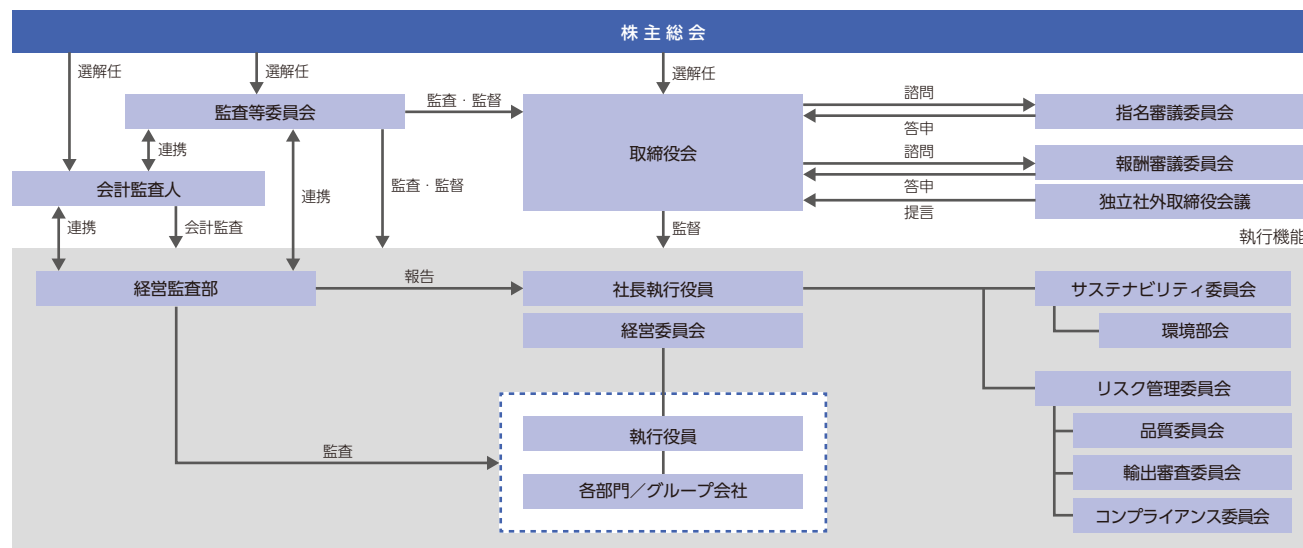 株主総会
選解任
選解任
選解任
監査等委員会
監査・監督
取締役会
諮問
答申
指名審議委員会
連携
諮問
答申
報酬審議委員会
会計監査人
連携
監査・監督
提言
独立社外取締役会議
連携
会計監査
監督
執行機能
経営監査部
報告
社長執行役員
サステナビリティ委員会
経営委員会
環境部会
リスク管理委員会
執行役員
品質委員会
監査
輸出審査委員会
各部門／グループ会社
コンプライアンス委員会